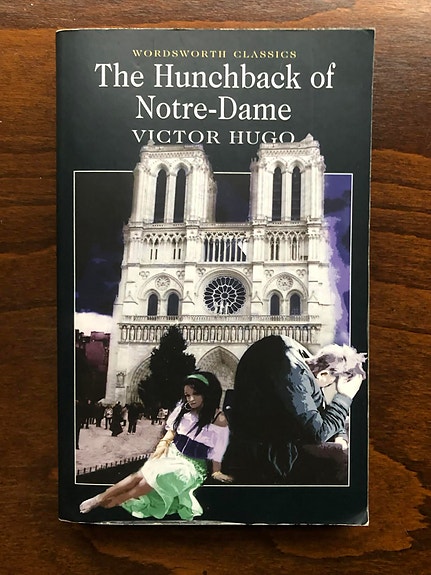 WORDSWORTH CLASSICS
The Hunchback of
Notre-Dame
VICTOR HUGO